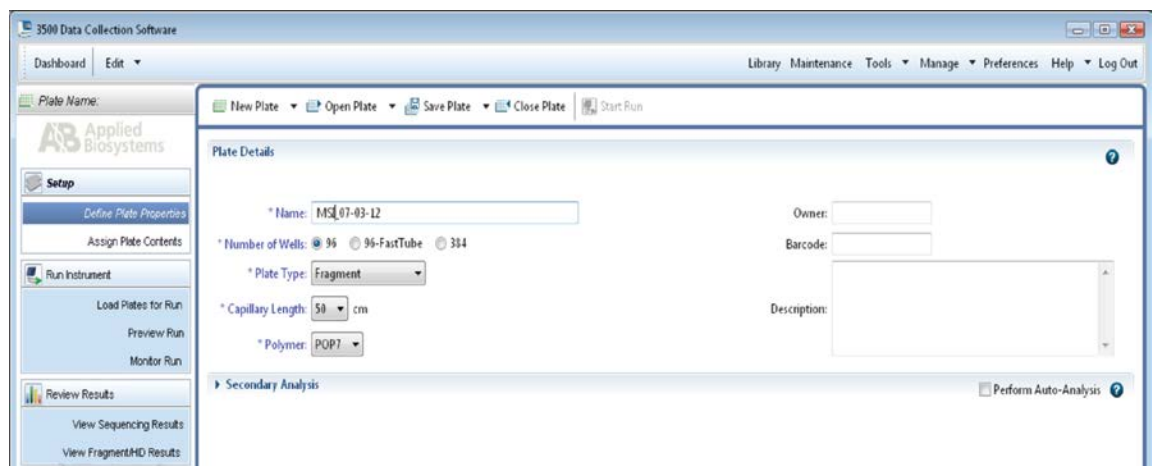 3500 Data Collection Software
Dashboard Edit Library Maintenance Tools Manage Preferences Help Log Out
Plate Name:
New Plate Open Plate Save Plate Close Plate Start Run
AB Applied Biosystems
Plate Details
Setup
Define Plate Properties
Assign Plate Contents
* Name: MSI_07-03-12
Owner:
* Number of Wells: 96 96-FastTube 384
Barcode:
* Plate Type: Fragment
* Capillary Length: 50 cm
Description:
* Polymer: POP7
Run Instrument
Load Plates for Run
Preview Run
Monitor Run
Secondary Analysis
Perform Auto-Analysis
Review Results
View Sequencing Results
View Fragment/HID Results